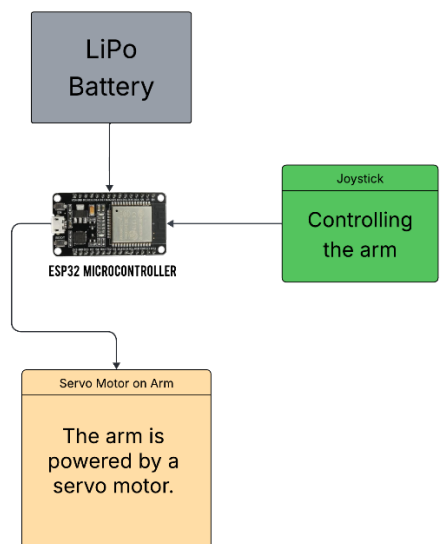 LiPo
Battery
Joystick
Controlling
the arm
ESP32 MICROCONTROLLER
Servo Motor on Arm
The arm is
powered by a
servo motor.